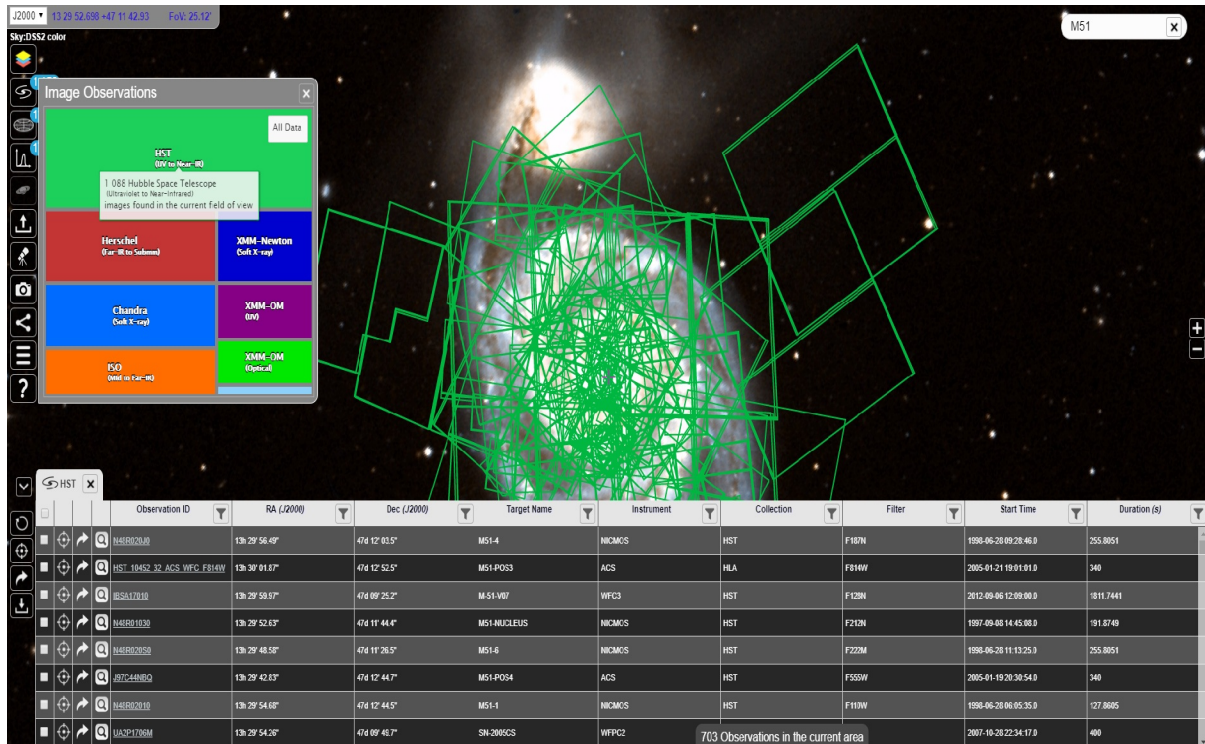 J2000 13 29 52.698 +47 11 42.93 FoV: 25.12'
Sky:DSS2 color
M51
Image Observations
All Data
HST
(UV to Near-IR)
1 088 Hubble Space Telescope
(Ultraviolet to Near-Infrared)
images found in the current field of view
Herschel
(Far-IR to Submm)
XMM-Newton
(Soft X-ray)
Chandra
(Soft X-ray)
XMM-OM
(UV)
XMM-OM
(Optical)
ISO
(Mid to Far-IR)
HST
Observation ID RA (J2000) Dec (J2000) Target Name Instrument Collection Filter Start Time Duration (s)
N48R020J0 13h 29' 56.49" 47d 12' 03.5" M51-4 NICMOS HST F187N 1998-06-28 09:28:46.0 255.8051
HST_10452_32_ACS_WFC_F814W 13h 30' 01.87" 47d 12' 52.5" M51-POS3 ACS HLA F814W 2005-01-21 19:01:01.0 340
IBSA17010 13h 29' 59.97" 47d 09' 25.2" M-51-V07 WFC3 HST F128N 2012-09-06 12:09:00.0 1811.7441
N48R01030 13h 29' 52.63" 47d 11' 44.4" M51-NUCLEUS NICMOS HST F212N 1997-09-08 14:45:08.0 191.8749
N48R020S0 13h 29' 48.58" 47d 11' 26.5" M51-6 NICMOS HST F222M 1998-06-28 11:13:25.0 255.8051
J97C44NBQ 13h 29' 42.83" 47d 12' 44.7" M51-POS4 ACS HST F555W 2005-01-19 20:30:54.0 340
N48R02010 13h 29' 54.68" 47d 12' 44.5" M51-1 NICMOS HST F110W 1998-06-28 06:05:35.0 127.8605
UA2P1706M 13h 29' 54.26" 47d 09' 49.7" SN-2005CS WFPC2 2007-10-28 22:34:17.0 400
703 Observations in the current area